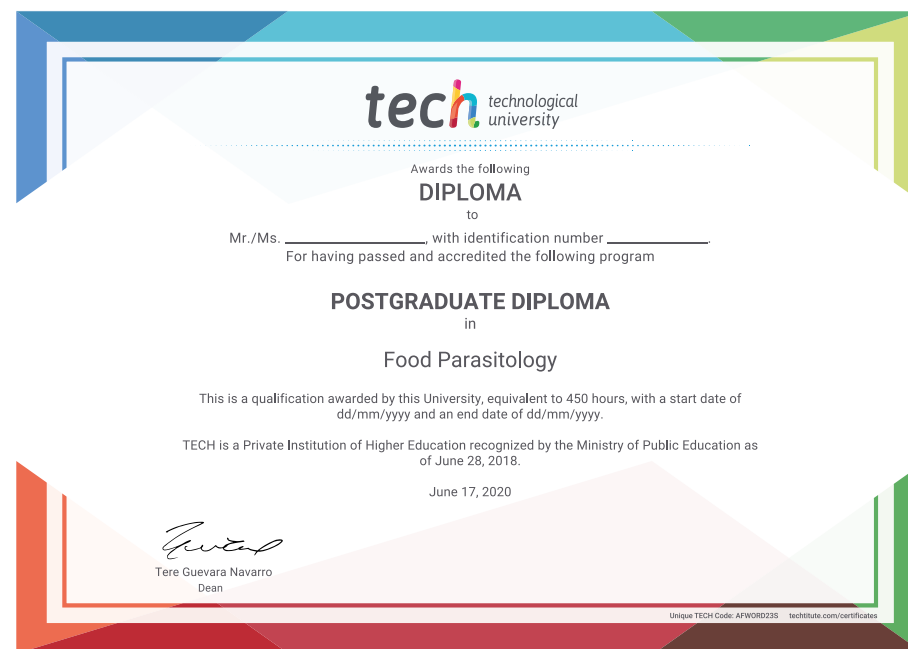 tech technological
university
Awards the following
DIPLOMA
to
Mr./Ms. ____________________, with identification number ______________.
For having passed and accredited the following program
POSTGRADUATE DIPLOMA
in
Food Parasitology
This is a qualification awarded by this University, equivalent to 450 hours, with a start date of
dd/mm/yyyy and an end date of dd/mm/yyyy.
TECH is a Private Institution of Higher Education recognized by the Ministry of Public Education as
of June 28, 2018.
June 17, 2020
Tere Guevara Navarro
Dean
Unique TECH Code: AFWORD23S techtitute.com/certificates